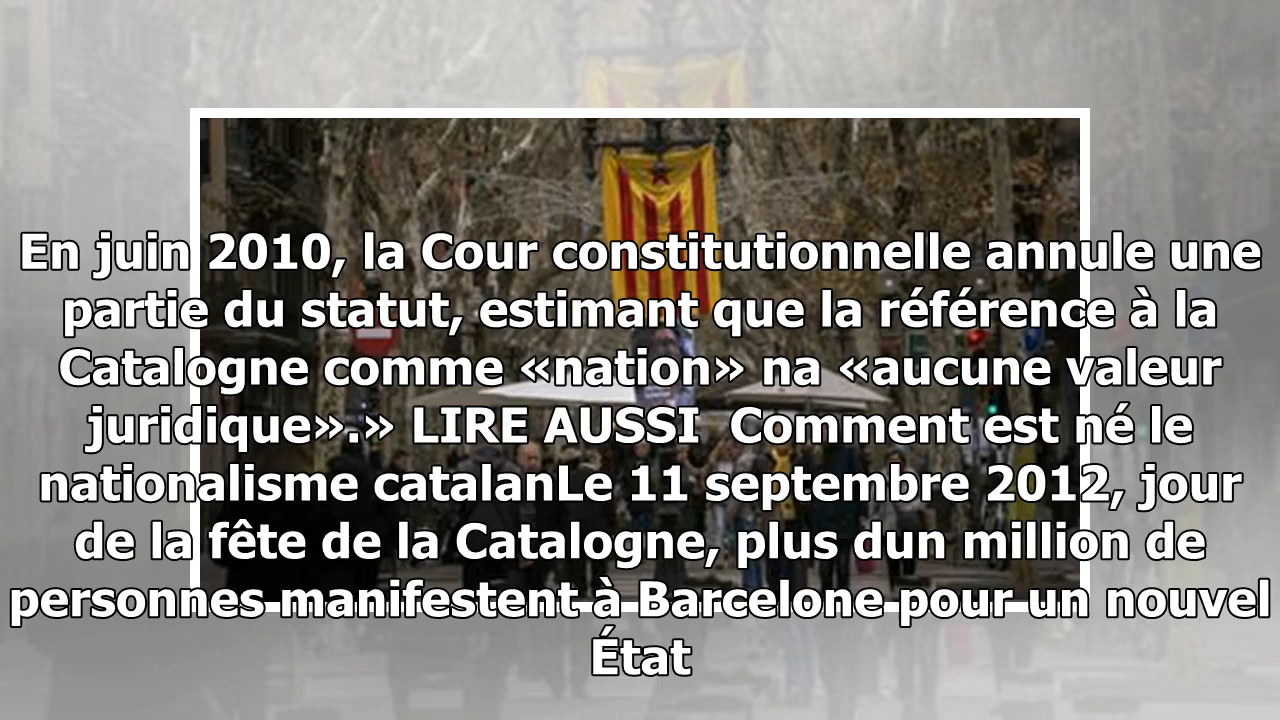 En juin 2010, la Cour constitutionnelle annule une
partie du statut, estimant que la référence à la
Catalogne comme «nation» na «aucune valeur
juridique».» LIRE AUSSI  Comment est né le
nationalisme catalanLe 11 septembre 2012, jour
de la fête de la Catalogne, plus dun million de
personnes manifestent à Barcelone pour un nouvel
État